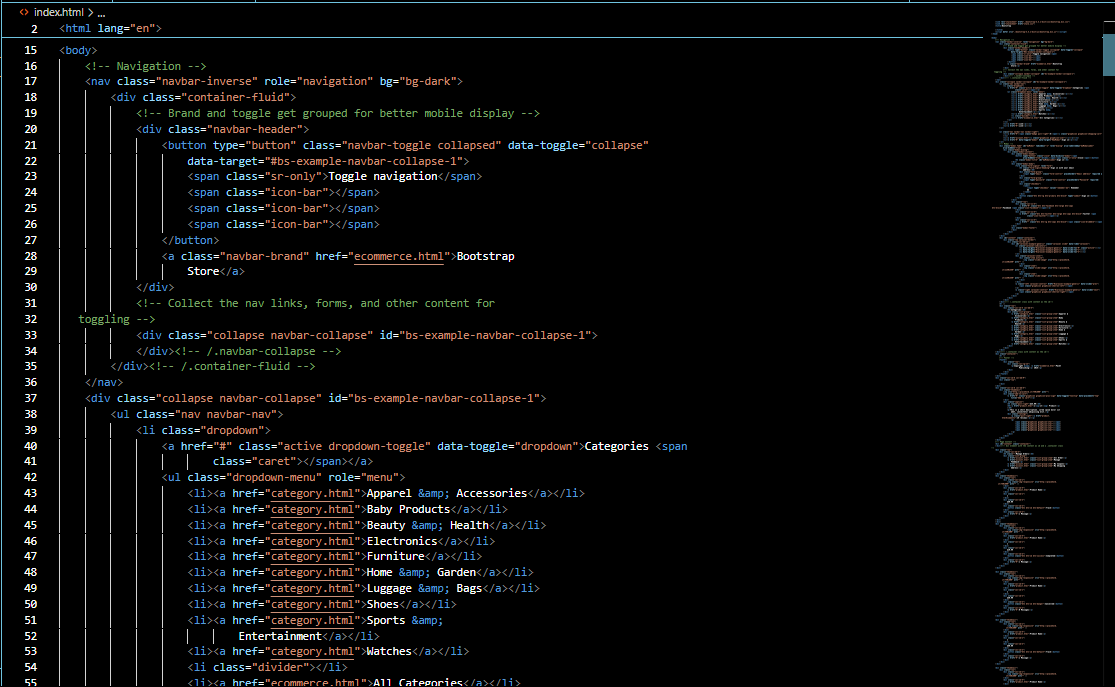 <> index.html > ...
2 <html lang="en">
15 <body>
16 <!-- Navigation -->
17 <nav class="navbar-inverse" role="navigation" bg="bg-dark">
18 <div class="container-fluid">
19 <!-- Brand and toggle get grouped for better mobile display -->
20 <div class="navbar-header">
21 <button type="button" class="navbar-toggle collapsed" data-toggle="collapse"
22 data-target="#bs-example-navbar-collapse-1">
23 <span class="sr-only">Toggle navigation</span>
24 <span class="icon-bar"></span>
25 <span class="icon-bar"></span>
26 <span class="icon-bar"></span>
27 </button>
28 <a class="navbar-brand" href="ecommerce.html">Bootstrap
29 Store</a>
30 </div>
31 <!-- Collect the nav links, forms, and other content for
32 toggling -->
33 <div class="collapse navbar-collapse" id="bs-example-navbar-collapse-1">
34 </div><!-- /.navbar-collapse -->
35 </div><!-- /.container-fluid -->
36 </nav>
37 <div class="collapse navbar-collapse" id="bs-example-navbar-collapse-1">
38 <ul class="nav navbar-nav">
39 <li class="dropdown">
40 <a href="#" class="active dropdown-toggle" data-toggle="dropdown">Categories <span
41 class="caret"></span></a>
42 <ul class="dropdown-menu" role="menu">
43 <li><a href="category.html">Apparel &amp; Accessories</a></li>
44 <li><a href="category.html">Baby Products</a></li>
45 <li><a href="category.html">Beauty &amp; Health</a></li>
46 <li><a href="category.html">Electronics</a></li>
47 <li><a href="category.html">Furniture</a></li>
48 <li><a href="category.html">Home &amp; Garden</a></li>
49 <li><a href="category.html">Luggage &amp; Bags</a></li>
50 <li><a href="category.html">Shoes</a></li>
51 <li><a href="category.html">Sports &amp;
52 Entertainment</a></li>
53 <li><a href="category.html">Watches</a></li>
54 <li class="divider"></li>
55 <li><a href="ecommerce.html">All Categories</a></li>